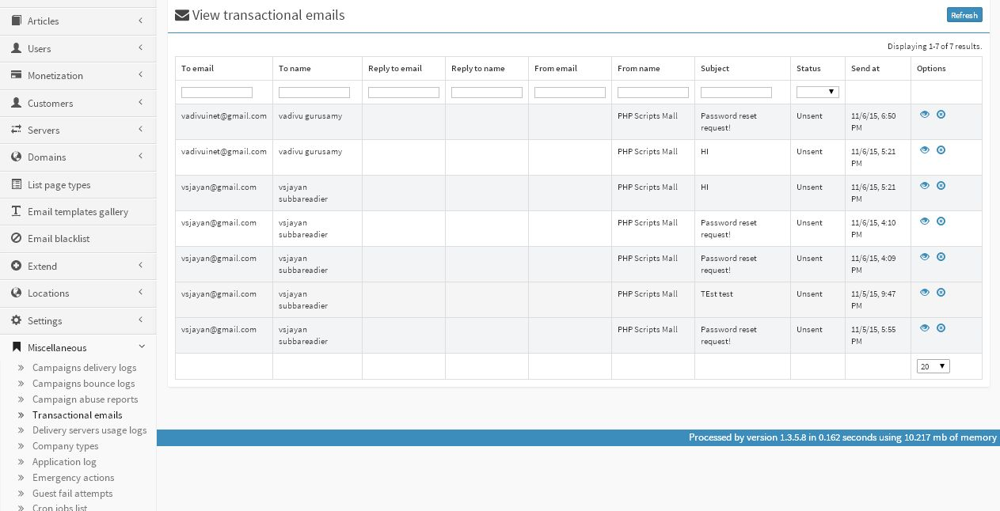 Articles
Users
Monetization
Customers
Servers
Domains
List page types
Email templates gallery
Email blacklist
Extend
Locations
Settings
Miscellaneous
Campaigns delivery logs
Campaigns bounce logs
Campaign abuse reports
Transactional emails
Delivery servers usage logs
Company types
Application log
Emergency actions
Guest fail attempts
Cron jobs list
View transactional emails
Refresh
Displaying 1-7 of 7 results.
To email To name Reply to email Reply to name From email From name Subject Status Send at Options
vadivuinet@gmail.com vadivu gurusamy PHP Scripts Mall Password reset Unsent 11/6/15, 6:50
request! PM
vadivuinet@gmail.com vadivu gurusamy PHP Scripts Mall HI Unsent 11/6/15, 5:21
PM
vsjayan@gmail.com vsjayan PHP Scripts Mall HI Unsent 11/6/15, 5:21
subbareadier PM
vsjayan@gmail.com vsjayan PHP Scripts Mall Password reset Unsent 11/6/15, 4:10
subbareadier request! PM
vsjayan@gmail.com vsjayan PHP Scripts Mall Password reset Unsent 11/6/15, 4:09
subbareadier request! PM
vsjayan@gmail.com vsjayan PHP Scripts Mall TEst test Unsent 11/5/15, 9:47
subbareadier PM
vsjayan@gmail.com vsjayan PHP Scripts Mall Password reset Unsent 11/5/15, 5:55
subbareadier request! PM
20
Processed by version 1.3.5.8 in 0.162 seconds using 10.217 mb of memory